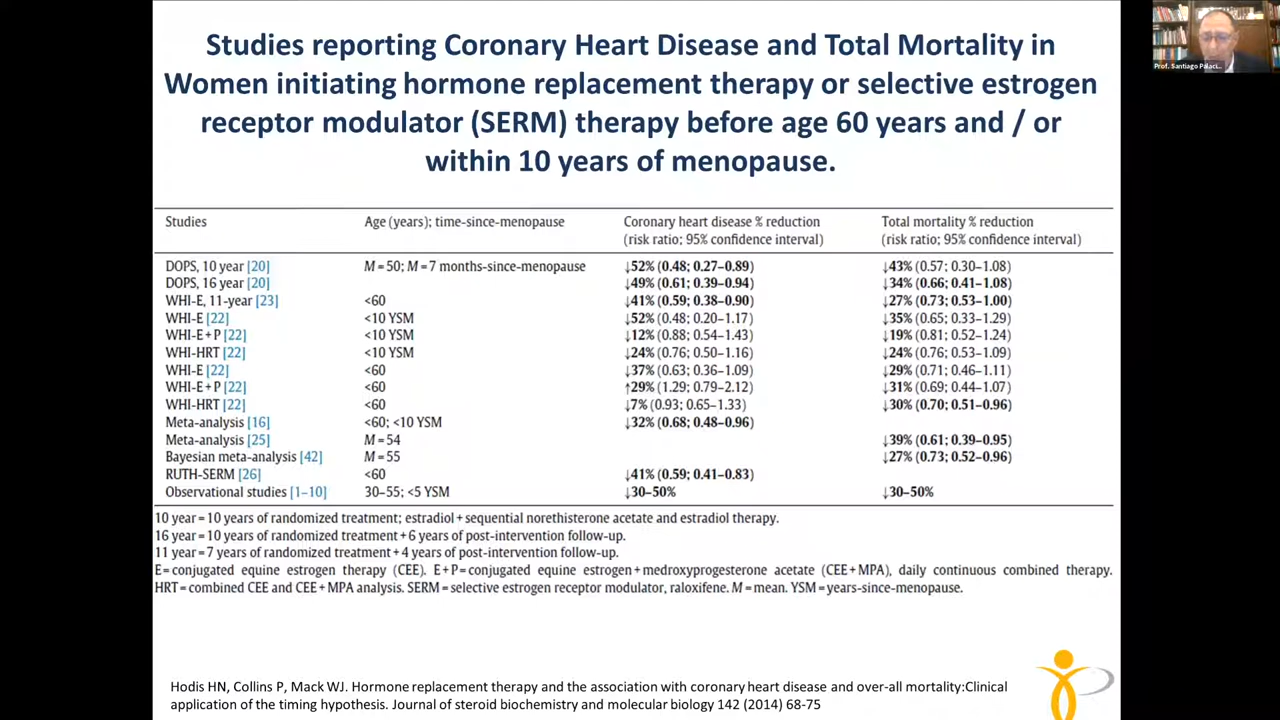 Studies reporting Coronary Heart Disease and Total Mortality in
Women initiating hormone replacement therapy or selective estrogen
receptor modulator (SERM) therapy before age 60 years and / or
within 10 years of menopause.
Prof. Santiago Palaci...
Studies Age (years); time-since-menopause Coronary heart disease % reduction Total mortality % reduction
(risk ratio; 95% confidence interval) (risk ratio; 95% confidence interval)
DOPS, 10 year [20] M = 50; M = 7 months-since-menopause ↓52% (0.48; 0.27–0.89) ↓43% (0.57; 0.30–1.08)
DOPS, 16 year [20] ↓49% (0.61; 0.39–0.94) ↓34% (0.66; 0.41–1.08)
WHI-E, 11-year [23] <60 ↓41% (0.59; 0.38–0.90) ↓27% (0.73; 0.53–1.00)
WHI-E [22] <10 YSM ↓52% (0.48; 0.20–1.17) ↓35% (0.65; 0.33–1.29)
WHI-E + P [22] <10 YSM ↓12% (0.88; 0.54–1.43) ↓19% (0.81; 0.52–1.24)
WHI-HRT [22] <10 YSM ↓24% (0.76; 0.50–1.16) ↓24% (0.76; 0.53–1.09)
WHI-E [22] <60 ↓37% (0.63; 0.36–1.09) ↓29% (0.71; 0.46–1.11)
WHI-E + P [22] <60 ↑29% (1.29; 0.79–2.12) ↓31% (0.69; 0.44–1.07)
WHI-HRT [22] <60 ↓7% (0.93; 0.65–1.33) ↓30% (0.70; 0.51–0.96)
Meta-analysis [16] <60; <10 YSM ↓32% (0.68; 0.48–0.96)
Meta-analysis [25] M = 54 ↓39% (0.61; 0.39–0.95)
Bayesian meta-analysis [42] M = 55 ↓27% (0.73; 0.52–0.96)
RUTH-SERM [26] <60 ↓41% (0.59; 0.41–0.83)
Observational studies [1–10] 30–55; <5 YSM ↓30–50% ↓30–50%
10 year = 10 years of randomized treatment; estradiol + sequential norethisterone acetate and estradiol therapy.
16 year = 10 years of randomized treatment + 6 years of post-intervention follow-up.
11 year = 7 years of randomized treatment + 4 years of post-intervention follow-up.
E = conjugated equine estrogen therapy (CEE). E + P = conjugated equine estrogen + medroxyprogesterone acetate (CEE + MPA), daily continuous combined therapy.
HRT = combined CEE and CEE + MPA analysis. SERM = selective estrogen receptor modulator, raloxifene. M = mean. YSM = years-since-menopause.
Hodis HN, Collins P, Mack WJ. Hormone replacement therapy and the association with coronary heart disease and over-all mortality:Clinical
application of the timing hypothesis. Journal of steroid biochemistry and molecular biology 142 (2014) 68-75